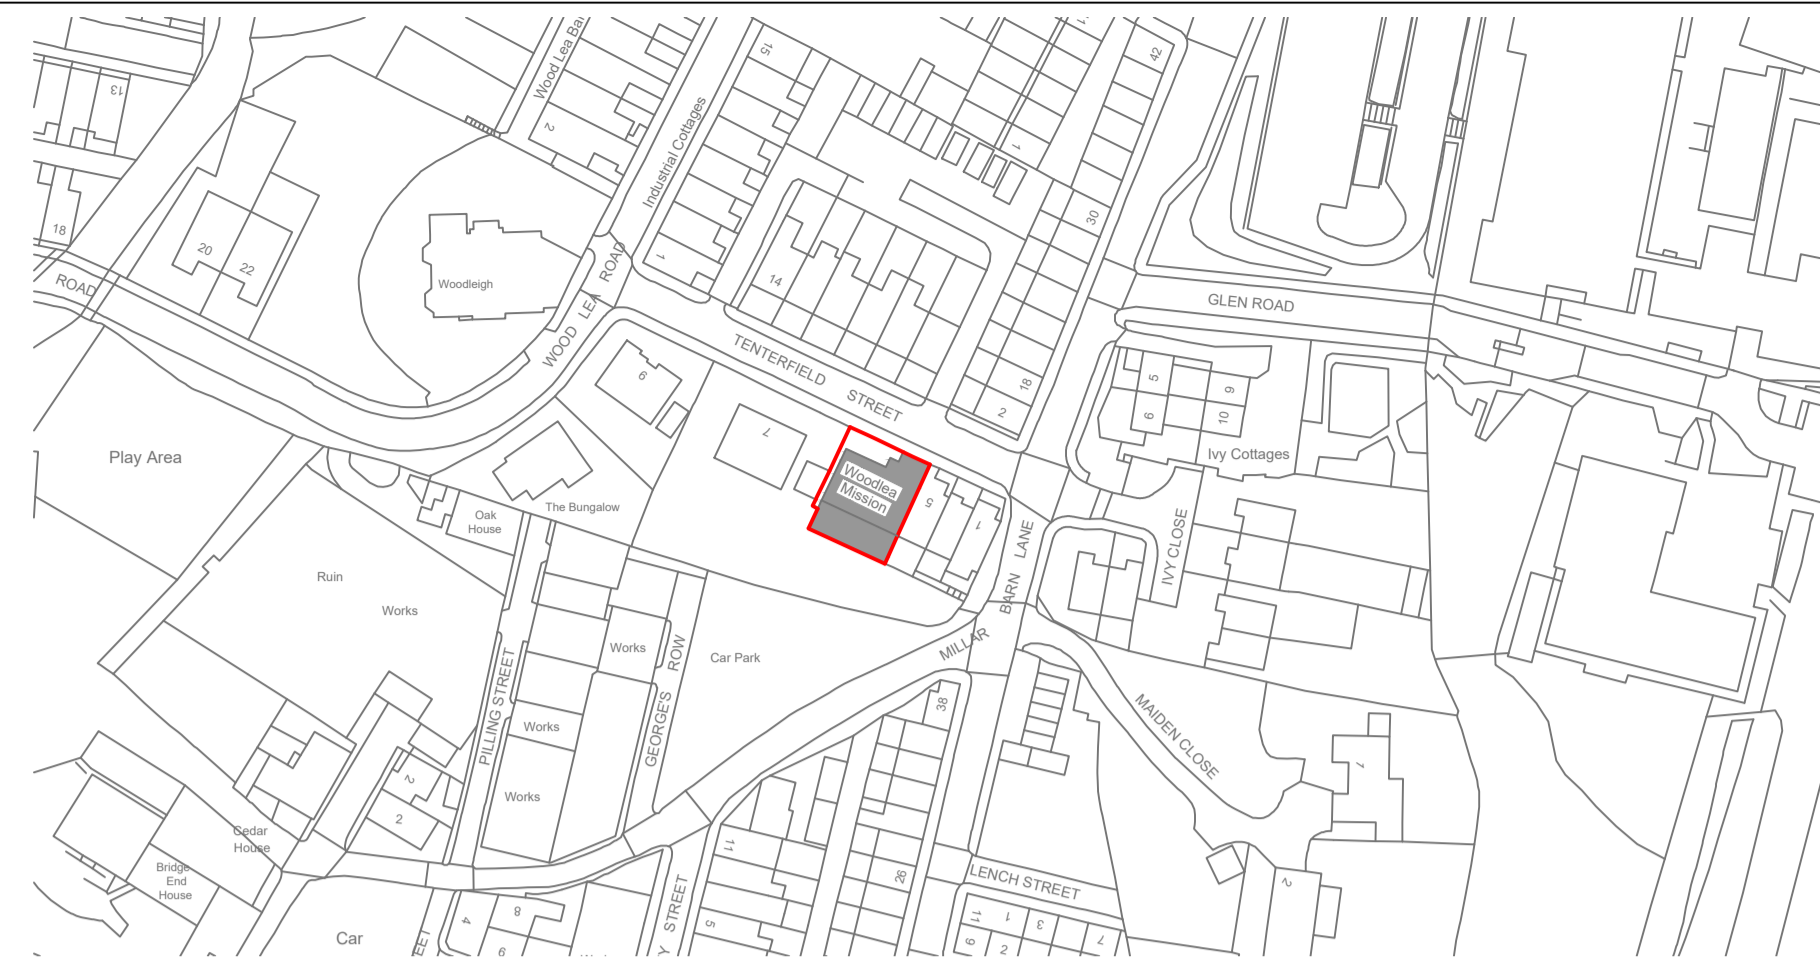 Wood Lea Ba
15
42
13
Industrial Cottages
2
1
30
18
20
22
Woodleigh
1
14
ROAD
WOOD LEA ROAD
GLEN ROAD
TENTERFIELD STREET
6
5
9
18
2
6
10
7
Play Area
Ivy Cottages
Woodlea
Mission
5
1
The Bungalow
Oak
House
IVY CLOSE
Ruin
Works
MILLAR BARN LANE
Works
Car Park
PILLING STREET
GEORGE'S ROW
38
MAIDEN CLOSE
Works
7
2
Works
2
Cedar
House
11
Bridge
End
House
26
LENCH STREET
2
8
4
11
1
3
7
5
9
2
Car
EET
Y STREET